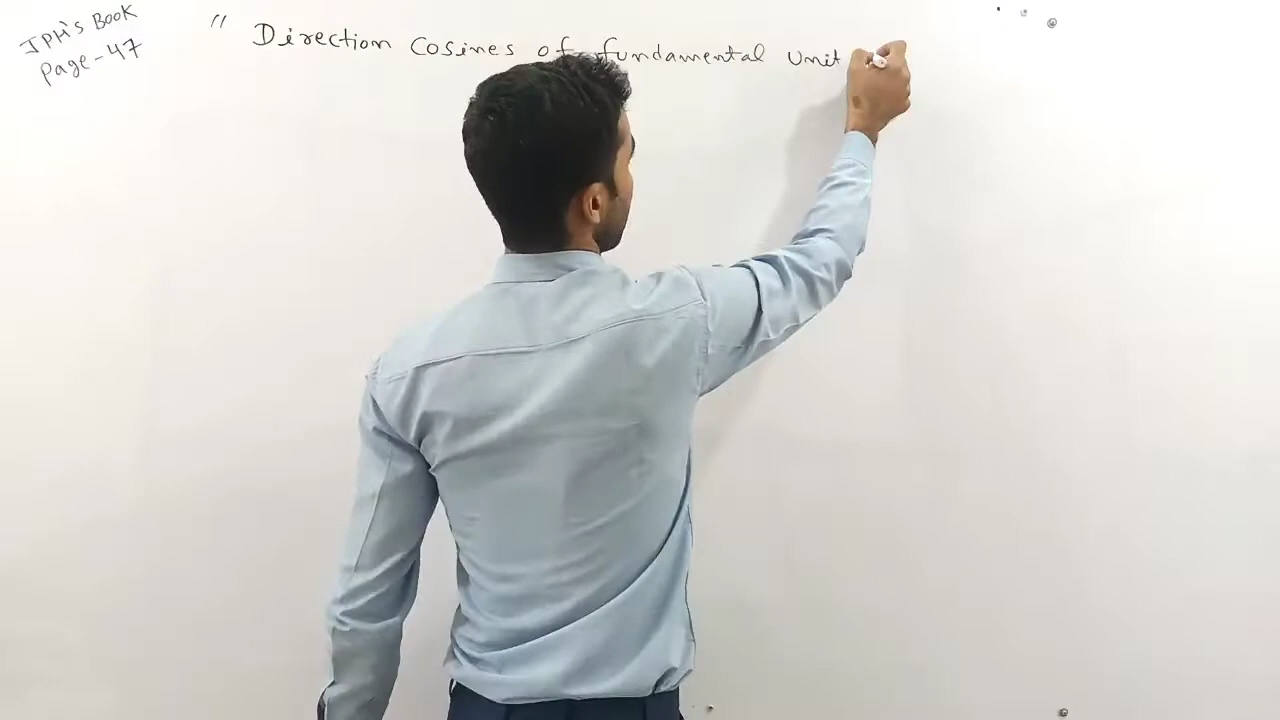 JPH's Book
Page-47
" Direction Cosines of fundamental unit